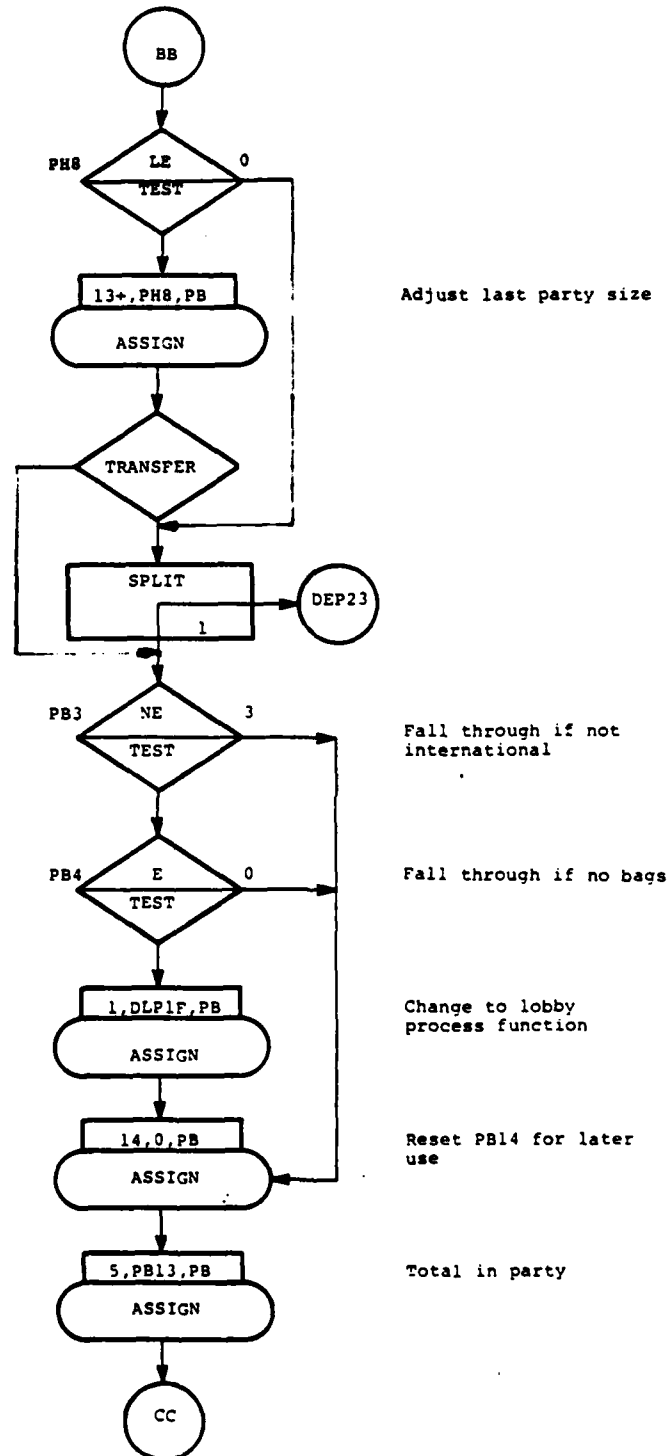 BB
PH8 LE 0
TEST
13+,PH8,PB Adjust last party size
ASSIGN
TRANSFER
SPLIT
DEP23
1
PB3 NE 3 Fall through if not
TEST international
PB4 E 0 Fall through if no bags
TEST
1,DLP1F,PB Change to lobby
process function
ASSIGN
14,0,PB Reset PB14 for later
use
ASSIGN
5,PB13,PB Total in party
ASSIGN
CC